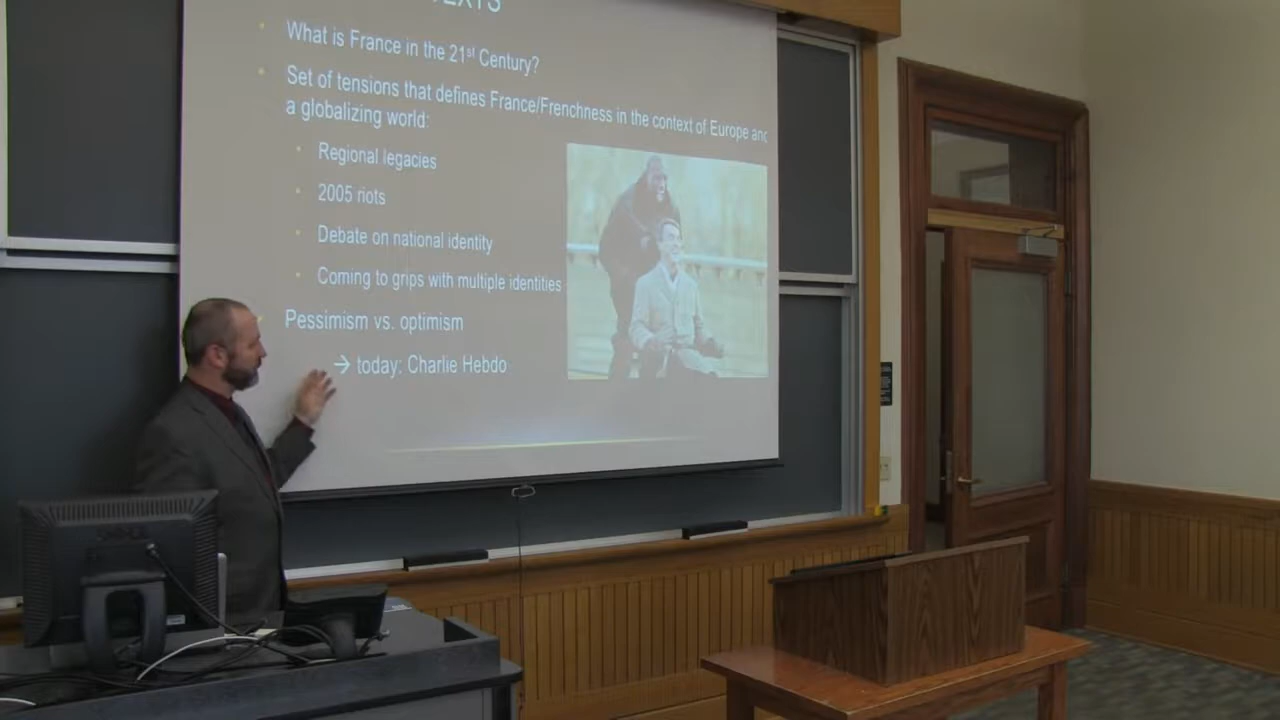 What is France in the 21st Century?
Set of tensions that defines France/Frenchness in the context of Europe and
a globalizing world:
Regional legacies
2005 riots
Debate on national identity
Coming to grips with multiple identities
Pessimism vs. optimism
→ today: Charlie Hebdo
DELL